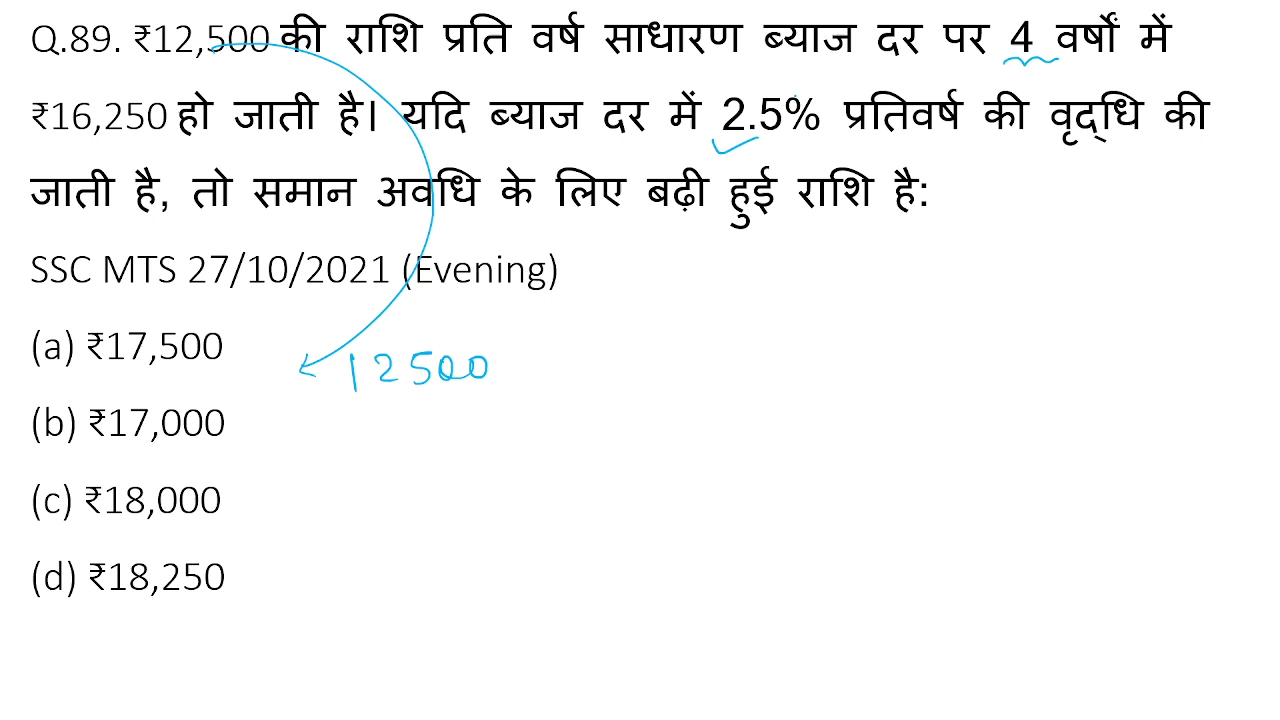 Q.89. ₹12,500 की राशि प्रति वर्ष साधारण ब्याज दर पर 4 वर्षों में
₹16,250 हो जाती है। यदि ब्याज दर में 2.5% प्रतिवर्ष की वृद्धि की
जाती है, तो समान अवधि के लिए बढ़ी हुई राशि है:
SSC MTS 27/10/2021 (Evening)
(a) ₹17,500
12500
(b) ₹17,000
(c) ₹18,000
(d) ₹18,250